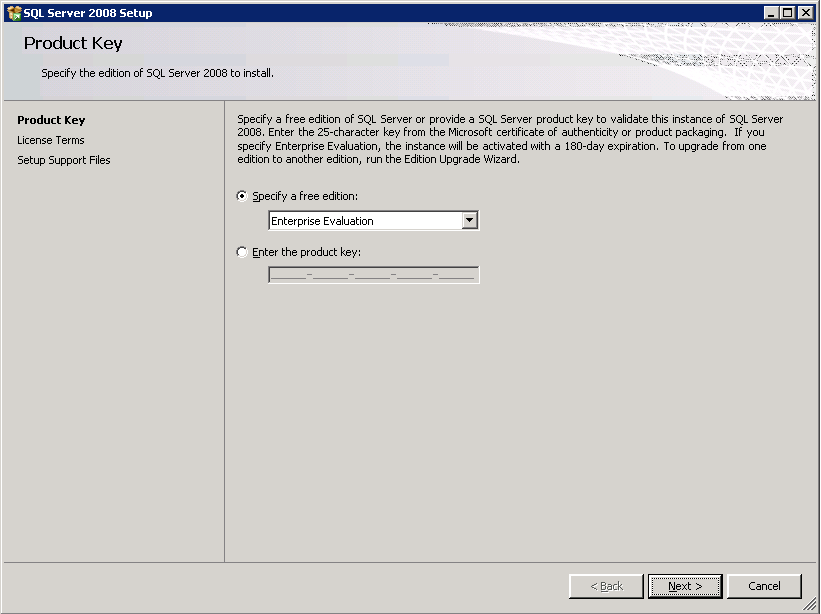 SQL Server 2008 Setup
Product Key
Specify the edition of SQL Server 2008 to install.
Product Key
License Terms
Setup Support Files
Specify a free edition of SQL Server or provide a SQL Server product key to validate this instance of SQL Server
2008. Enter the 25-character key from the Microsoft certificate of authenticity or product packaging. If you
specify Enterprise Evaluation, the instance will be activated with a 180-day expiration. To upgrade from one
edition to another edition, run the Edition Upgrade Wizard.
Specify a free edition:
Enterprise Evaluation
Enter the product key:
_____-_____-_____-_____-_____
< Back
Next >
Cancel